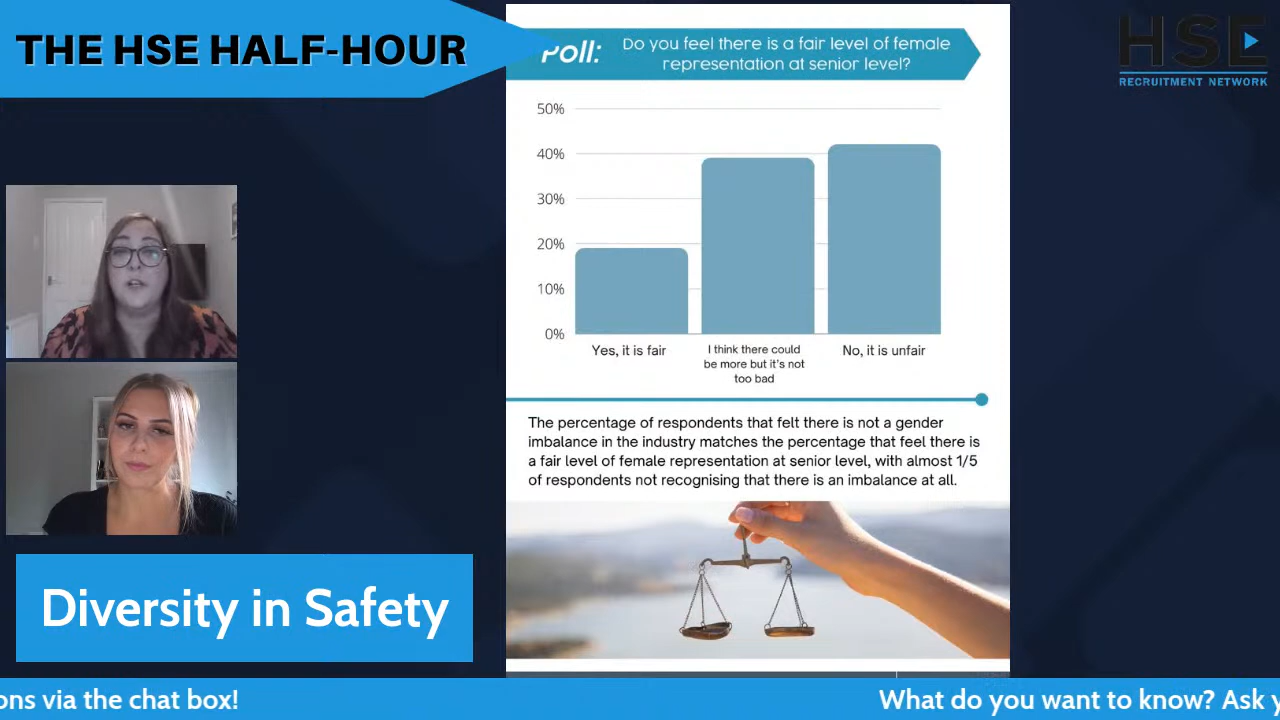 THE HSE HALF-HOUR
Poll:
Do you feel there is a fair level of female
representation at senior level?
HSE
RECRUITMENT NETWORK
50%
40%
30%
20%
10%
0%
Yes, it is fair
I think there could
be more but it's not
too bad
No, it is unfair
The percentage of respondents that felt there is not a gender
imbalance in the industry matches the percentage that feel there is
a fair level of female representation at senior level, with almost 1/5
of respondents not recognising that there is an imbalance at all.
Diversity in Safety
ons via the chat box!
What do you want to know? Ask y